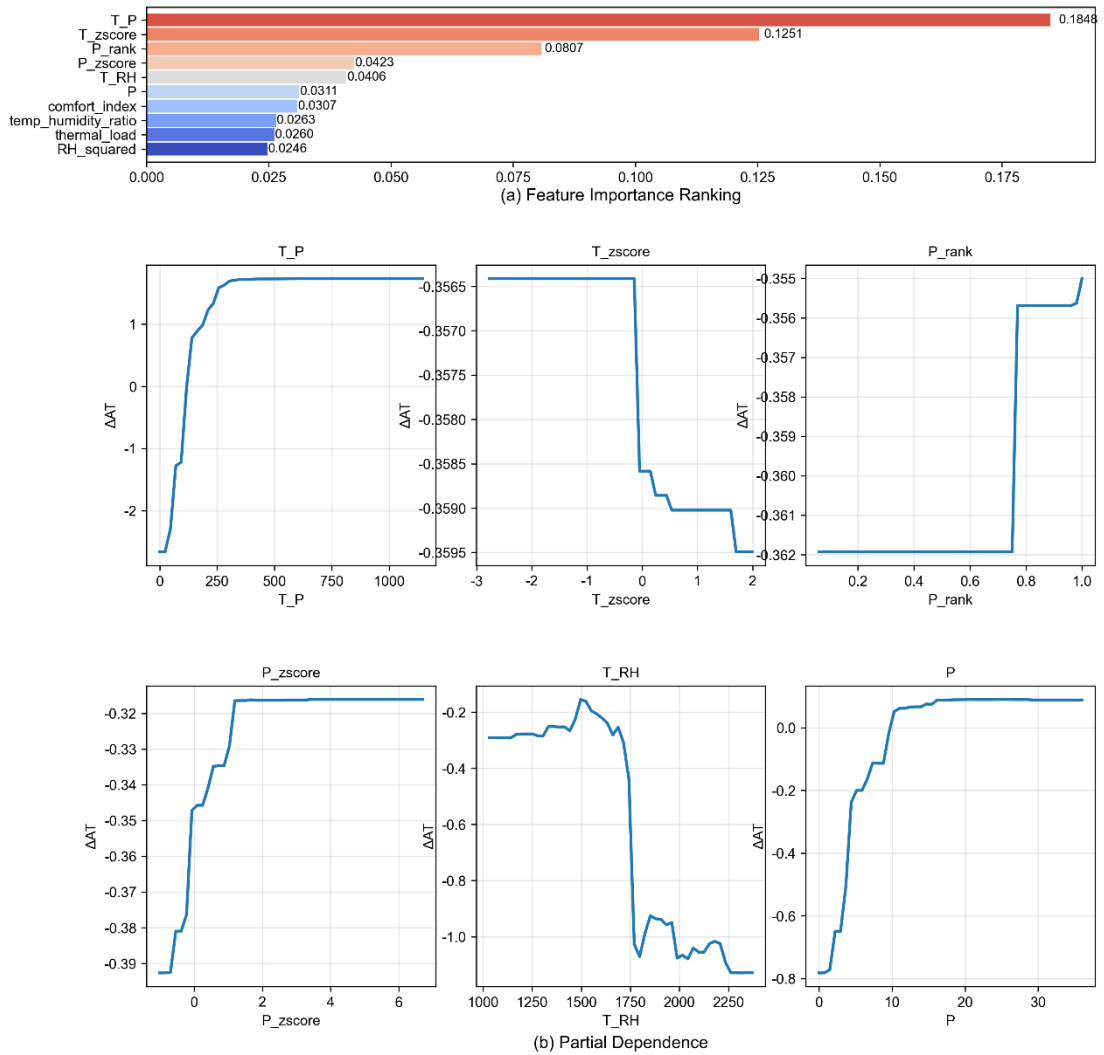 T_P
0.1848
T_zscore
0.1251
P_rank
0.0807
P_zscore
0.0423
T_RH
0.0406
P
0.0311
comfort_index
0.0307
temp_humidity_ratio
0.0263
thermal_load
0.0260
RH_squared
0.0246
0.000 0.025 0.050 0.075 0.100 0.125 0.150 0.175
(a) Feature Importance Ranking
T_P
1
0
-1
-2
ΔAT
0 250 500 750 1000
T_P
T_zscore
-0.3565
-0.3570
-0.3575
-0.3580
-0.3585
-0.3590
-0.3595
ΔAT
-3 -2 -1 0 1 2
T_zscore
P_rank
-0.355
-0.356
-0.357
-0.358
-0.359
-0.360
-0.361
-0.362
ΔAT
0.2 0.4 0.6 0.8 1.0
P_rank
P_zscore
-0.32
-0.33
-0.34
-0.35
-0.36
-0.37
-0.38
-0.39
ΔAT
0 2 4 6
P_zscore
T_RH
-0.2
-0.4
-0.6
-0.8
-1.0
ΔAT
1000 1250 1500 1750 2000 2250
T_RH
P
0.0
-0.2
-0.4
-0.6
-0.8
ΔAT
0 10 20 30
P
(b) Partial Dependence